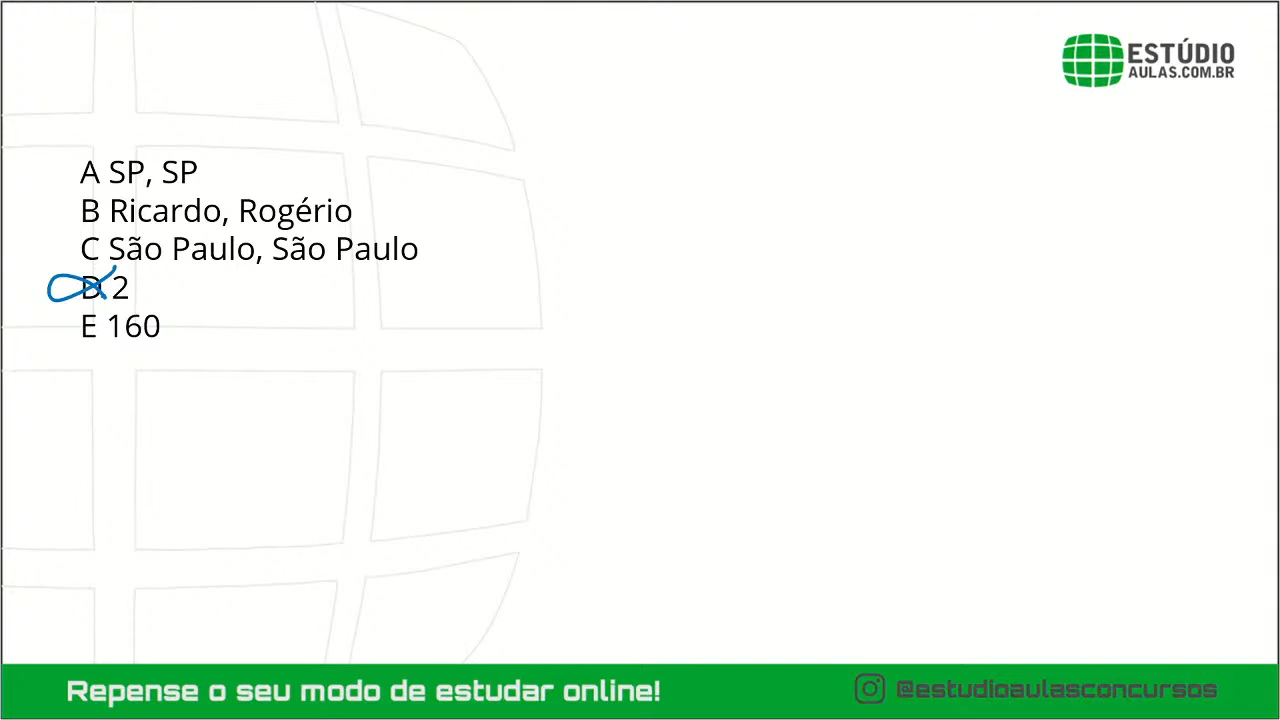 ESTÚDIO
AULAS.COM.BR
A SP, SP
B Ricardo, Rogério
C São Paulo, São Paulo
D 2
E 160
Repense o seu modo de estudar online!
@estudioaulasconcursos